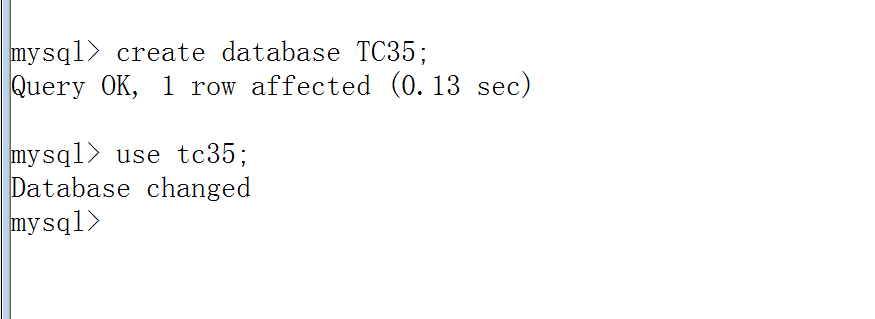 mysql> create database TC35;
Query OK, 1 row affected (0.13 sec)
mysql> use tc35;
Database changed
mysql>